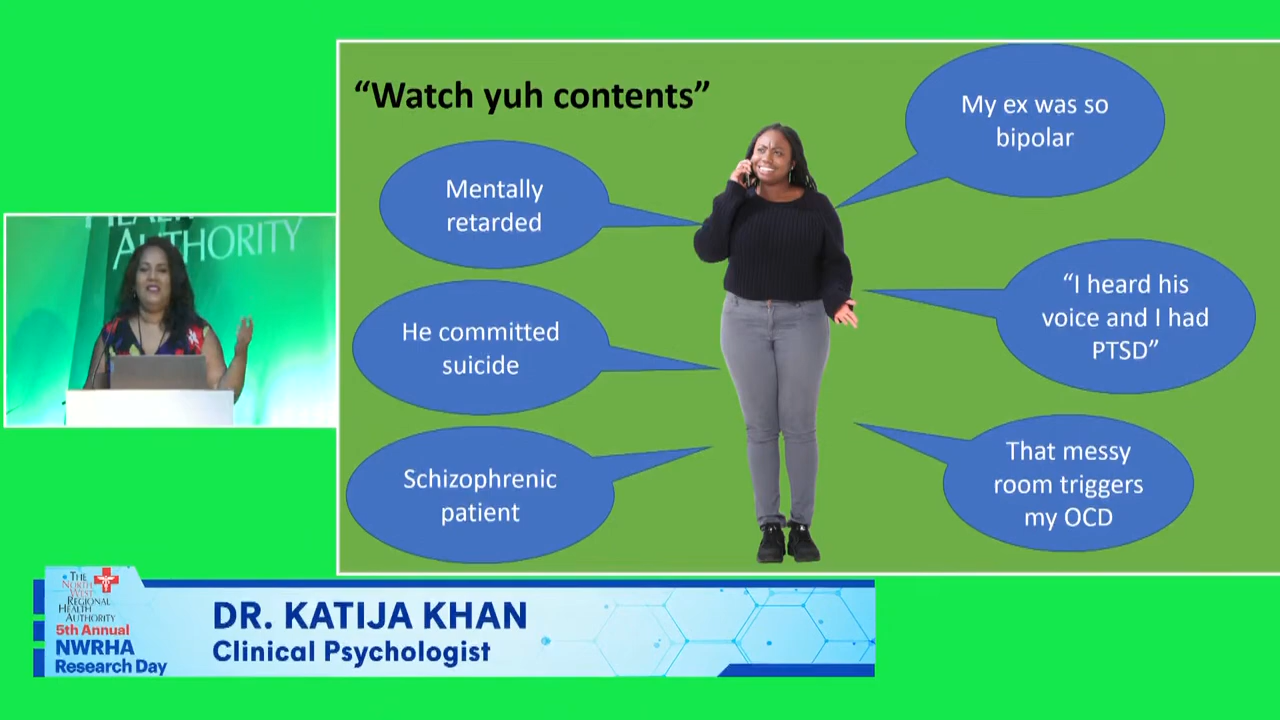 “Watch yuh contents”
My ex was so
bipolar
Mentally
retarded
“I heard his
voice and I had
PTSD”
He committed
suicide
That messy
room triggers
my OCD
Schizophrenic
patient
AUTHORITY
THE
NORTH
WEST
REGIONAL
HEALTH
AUTHORITY
5th Annual
NWRHA
Research Day
DR. KATIJA KHAN
Clinical Psychologist